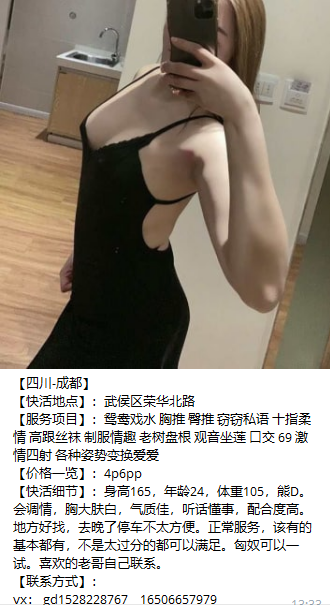 【四川-成都】
【快活地点】：武侯区荣华北路
【服务项目】：鸳鸯戏水 胸推 臀推 窃窃私语 十指柔
情 高跟丝袜 制服情趣 老树盘根 观音坐莲 口交 69 激
情四射 各种姿势变换爱爱
【价格一览】：4p6pp
【快活细节】：身高165，年龄24，体重105，熊D。
会调情，胸大肤白，气质佳，听话懂事，配合度高。
地方好找，去晚了停车不太方便。正常服务，该有的
基本都有，不是太过分的都可以满足。匈奴可以一
试。喜欢的老哥自己联系。
【联系方式】：
vx： gd1528228767